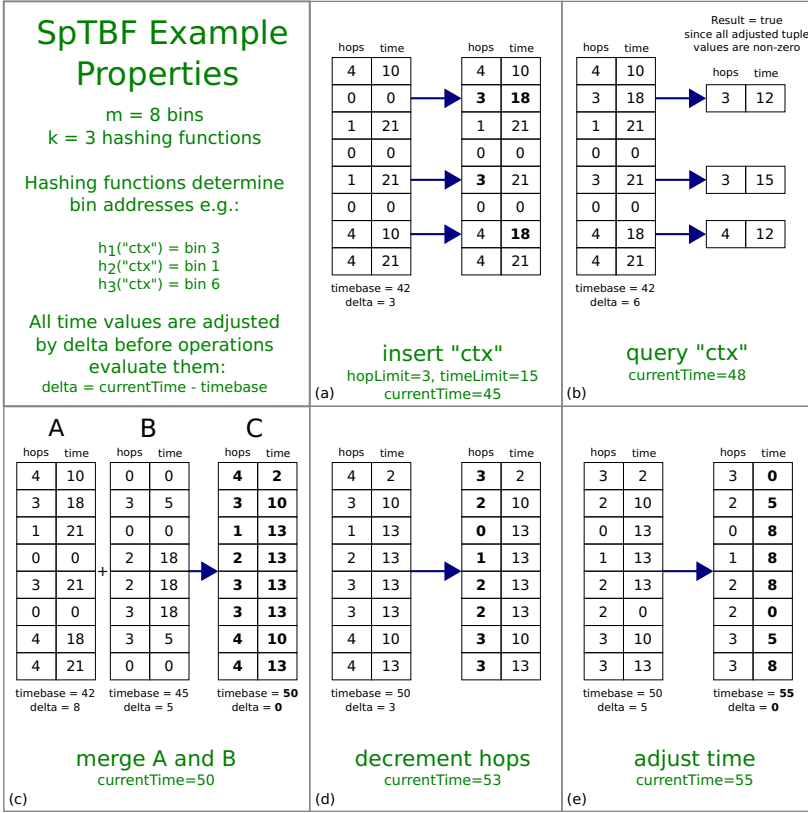 SpTBF Example
Properties
m = 8 bins
k = 3 hashing functions
Hashing functions determine
bin addresses e.g.:
h1("ctx") = bin 3
h2("ctx") = bin 1
h3("ctx") = bin 6
All time values are adjusted
by delta before operations
evaluate them:
delta = currentTime - timebase
hops time hops time
4 10 4 10
0 0 3 18
1 21 1 21
0 0 0 0
1 21 3 21
0 0 0 0
4 10 4 18
4 21 4 21
timebase = 42
delta = 3
insert "ctx"
hopLimit=3, timeLimit=15
currentTime=45
(a)
Result = true
since all adjusted tuple
values are non-zero
hops time
hops time
4 10
3 18 3 12
1 21
0 0
3 21 3 15
0 0
4 18 4 12
4 21
timebase = 42
delta = 6
query "ctx"
currentTime=48
(b)
A B C
hops time hops time hops time
4 10 0 0 4 2
3 18 3 5 3 10
1 21 0 0 1 13
0 0 2 18 2 13
+
3 21 2 18 3 13
0 0 3 18 3 13
4 18 3 5 4 10
4 21 0 0 4 13
timebase = 42 timebase = 45 timebase = 50
delta = 8 delta = 5 delta = 0
merge A and B
currentTime=50
(c)
hops time hops time
4 2 3 2
3 10 2 10
1 13 0 13
2 13 1 13
3 13 2 13
3 13 2 13
4 10 3 10
4 13 3 13
timebase = 50
delta = 3
decrement hops
currentTime=53
(d)
hops time hops time
3 2 3 0
2 10 2 5
0 13 0 8
1 13 1 8
2 13 2 8
2 0 2 0
3 10 3 5
3 13 3 8
timebase = 50 timebase = 55
delta = 5 delta = 0
adjust time
currentTime=55
(e)